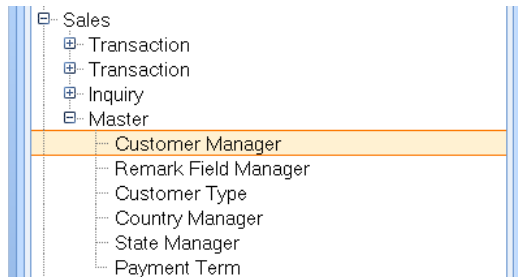 Sales
Transaction
Transaction
Inquiry
Master
Customer Manager
Remark Field Manager
Customer Type
Country Manager
State Manager
Payment Term